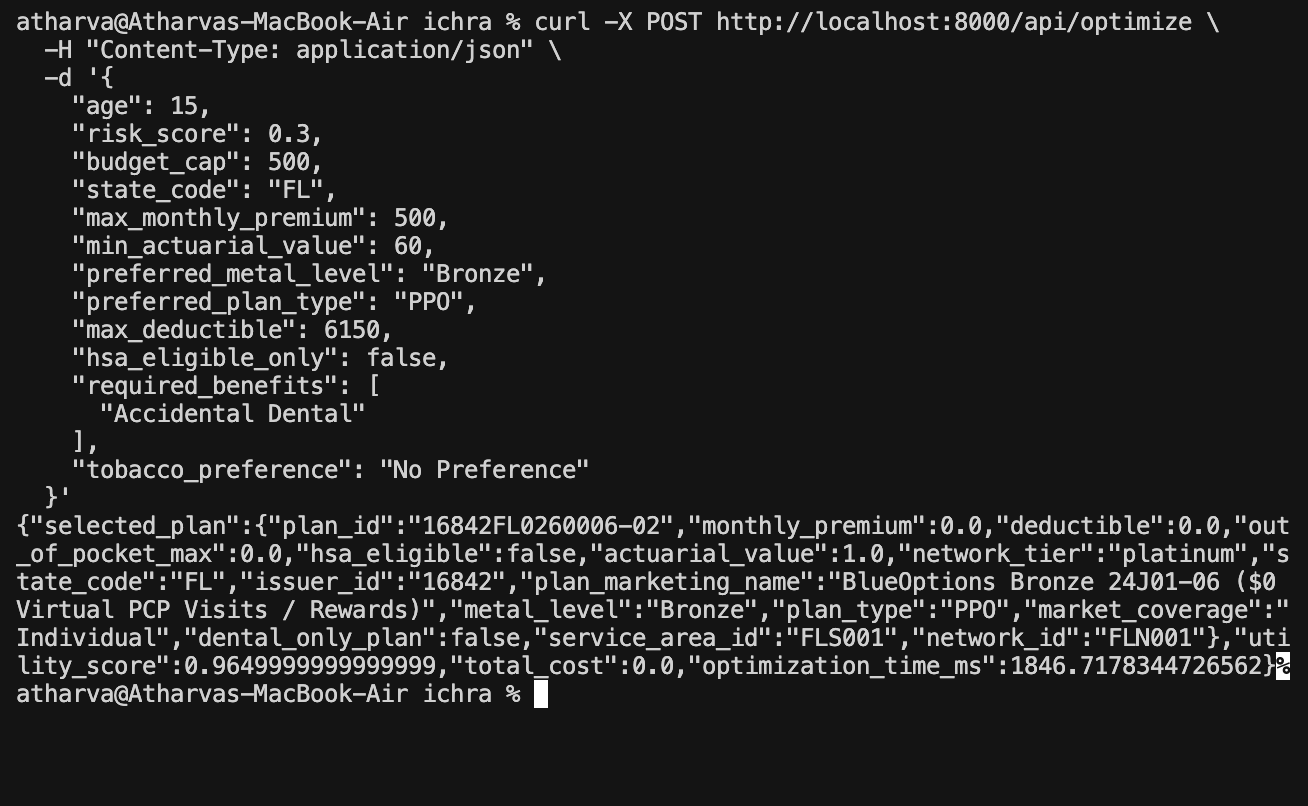 atharva@Atharvas-MacBook-Air ichra % curl -X POST http://localhost:8000/api/optimize \
  -H "Content-Type: application/json" \
  -d '{
    "age": 15,
    "risk_score": 0.3,
    "budget_cap": 500,
    "state_code": "FL",
    "max_monthly_premium": 500,
    "min_actuarial_value": 60,
    "preferred_metal_level": "Bronze",
    "preferred_plan_type": "PPO",
    "max_deductible": 6150,
    "hsa_eligible_only": false,
    "required_benefits": [
      "Accidental Dental"
    ],
    "tobacco_preference": "No Preference"
  }'
{"selected_plan":{"plan_id":"16842FL0260006-02","monthly_premium":0.0,"deductible":0.0,"out
_of_pocket_max":0.0,"hsa_eligible":false,"actuarial_value":1.0,"network_tier":"platinum","s
tate_code":"FL","issuer_id":"16842","plan_marketing_name":"BlueOptions Bronze 24J01-06 ($0 
Virtual PCP Visits / Rewards)","metal_level":"Bronze","plan_type":"PPO","market_coverage":"
Individual","dental_only_plan":false,"service_area_id":"FLS001","network_id":"FLN001"},"uti
lity_score":0.9649999999999999,"total_cost":0.0,"optimization_time_ms":1846.7178344726562}%
atharva@Atharvas-MacBook-Air ichra %